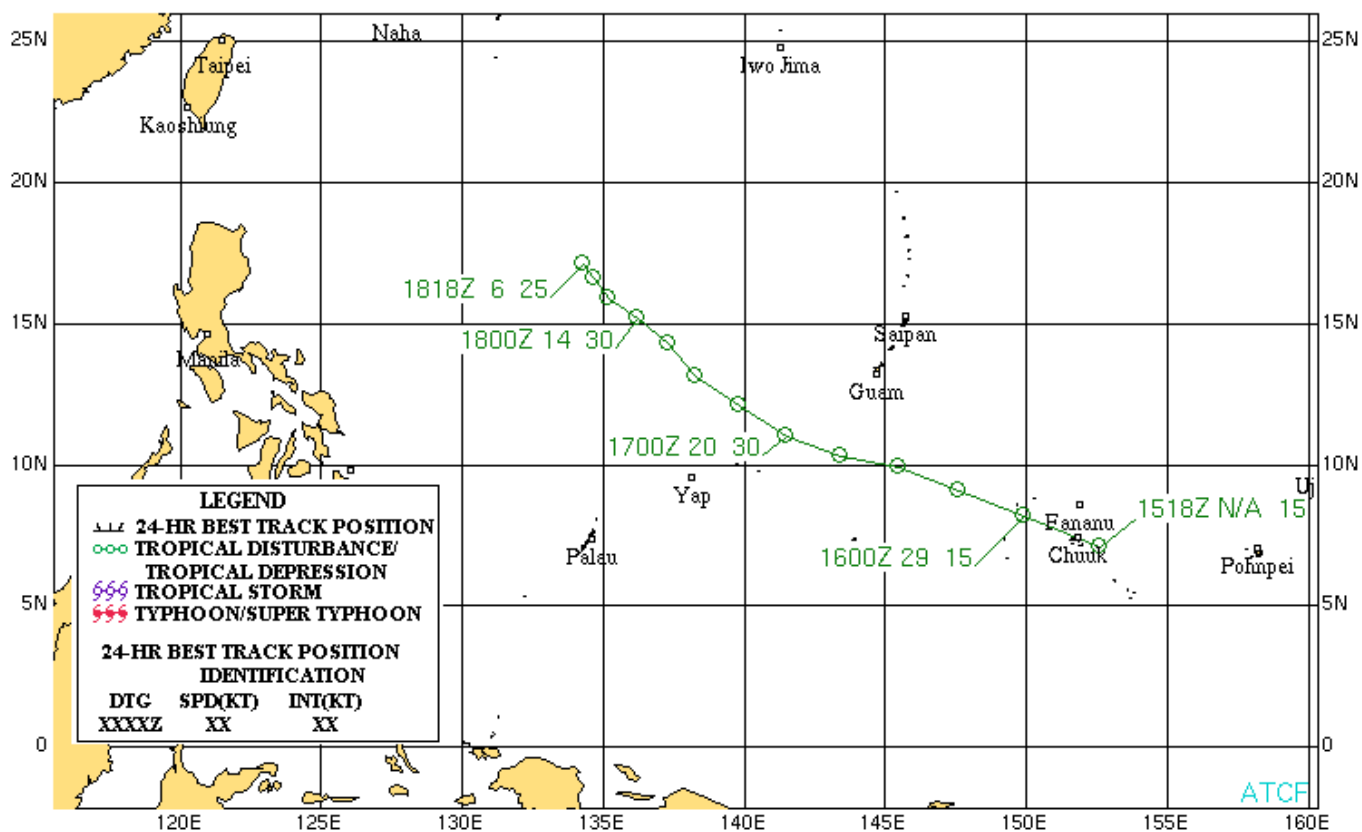 Naha
25N 25N
Taipei
Iwo Jima
Kaoshiung
20N 20N
1818Z 6 25
15N 15N
1800Z 14 30
Saipan
Manila
Guam
1700Z 20 30
10N 10N
Yap
Uj
1518Z N/A 15
Fananu
Chuuk
1600Z 29 15
Palau
Pohnpei
5N 5N
LEGEND
24-HR BEST TRACK POSITION
TROPICAL DISTURBANCE/
TROPICAL DEPRESSION
TROPICAL STORM
TYPHOON/SUPER TYPHOON
24-HR BEST TRACK POSITION
IDENTIFICATION
DTG SPD(KT) INT(KT)
XXXXZ XX XX
0 0
ATCF
120E 125E 130E 135E 140E 145E 150E 155E 160E